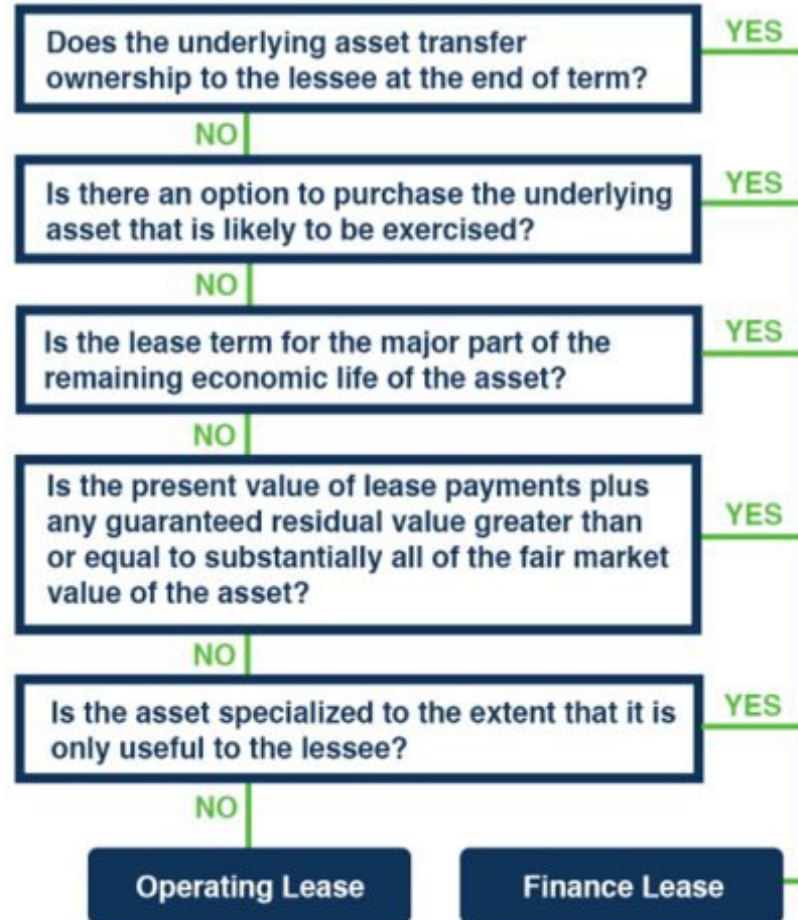 Does the underlying asset transfer
ownership to the lessee at the end of term?
YES
NO
Is there an option to purchase the underlying
asset that is likely to be exercised?
YES
NO
Is the lease term for the major part of the
remaining economic life of the asset?
YES
NO
Is the present value of lease payments plus
any guaranteed residual value greater than
or equal to substantially all of the fair market
value of the asset?
YES
NO
Is the asset specialized to the extent that it is
only useful to the lessee?
YES
NO
Operating Lease
Finance Lease